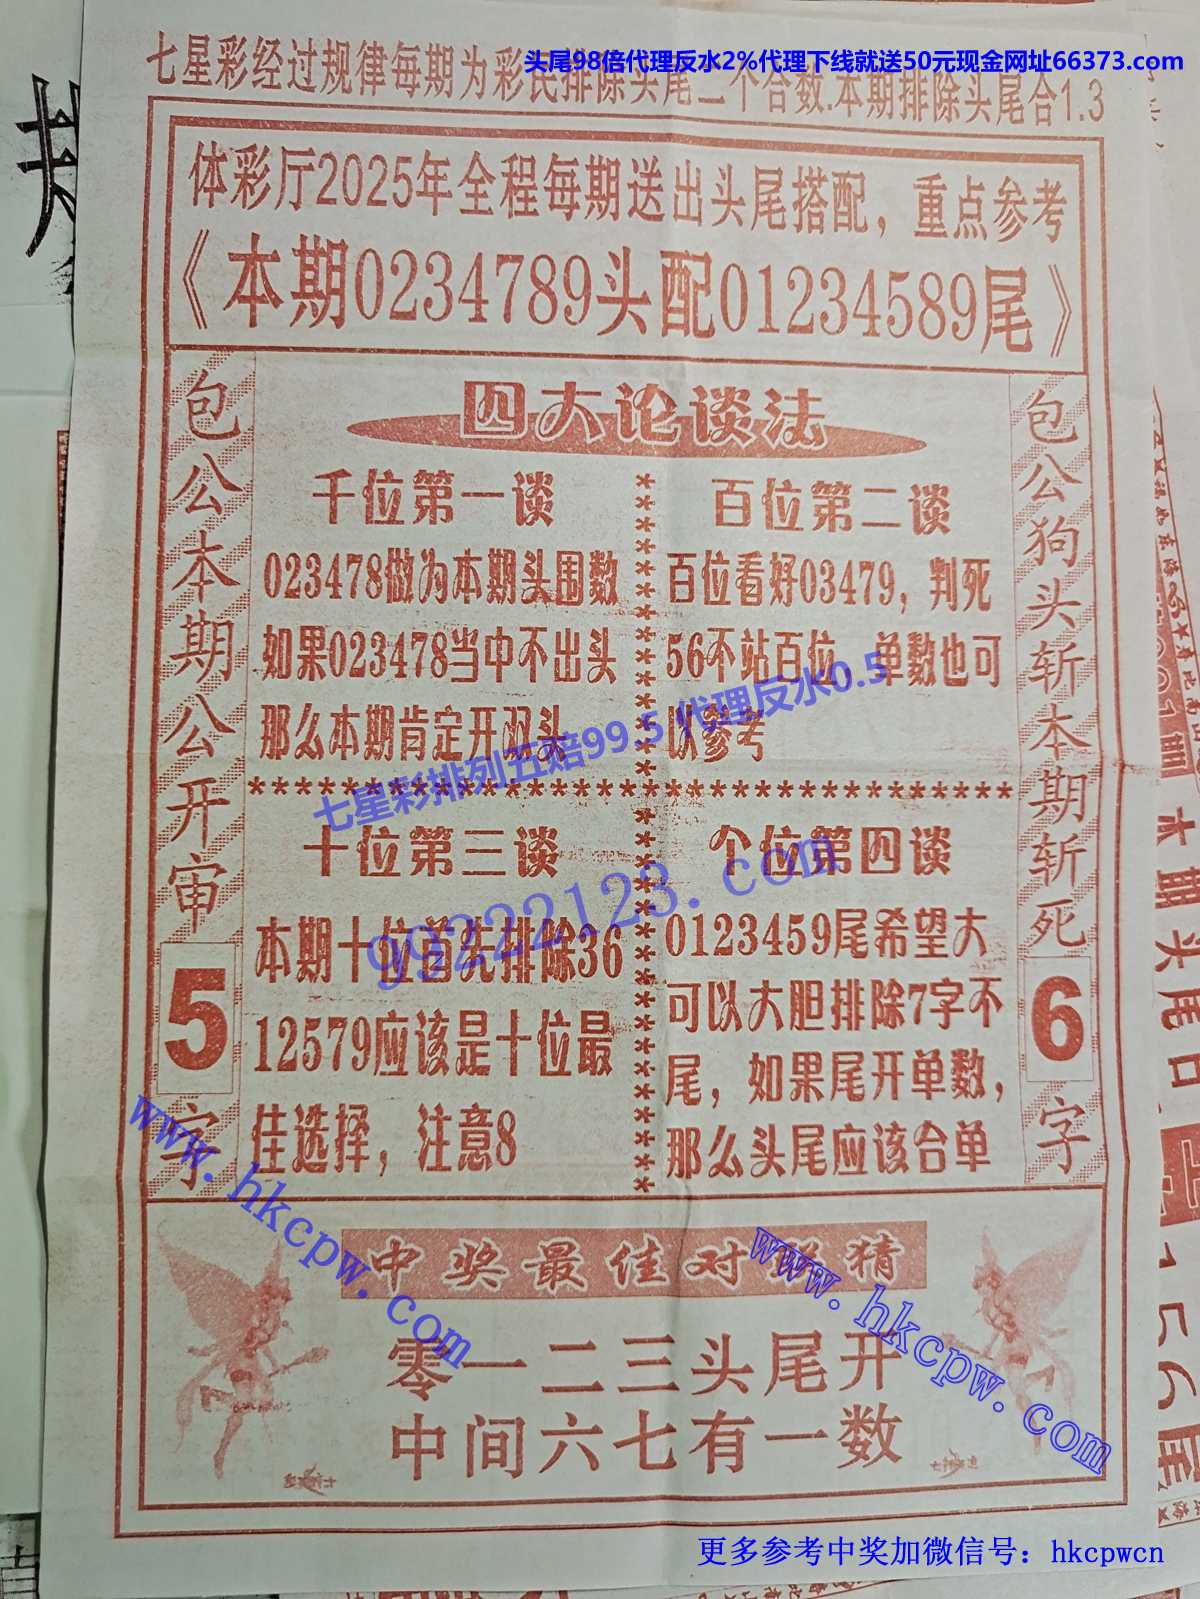 头尾98倍代理反水2%代理下线就送50元现金网址66373.com
七星彩经过规律每期为彩民排除头尾二个合数.本期排除头尾合1.3
体彩厅2025年全程每期送出头尾搭配，重点参考
《本期0234789头配01234589尾》
包公本期公开审5字
四大论谈法
千位第一谈
023478做为本期头围数
如果023478当中不出头
那么本期肯定开双头
百位第二谈
百位看好03479，判死
56不站百位，单数也可
以参考
十位第三谈
本期十位首先排除36
12579应该是十位最
佳选择，注意8
个位第四谈
0123459尾希望大
可以大胆排除7字不
尾，如果尾开单数，
那么头尾应该合单
包公狗头斩本期斩死6字
七星彩排列五赔99.5 代理反水0.5
99222123.com
中奖最佳对联猜
零一二三头尾开
中间六七有一数
www.hkcpw.com
www.hkcpw.com
更多参考中奖加微信号：hkcpwcn